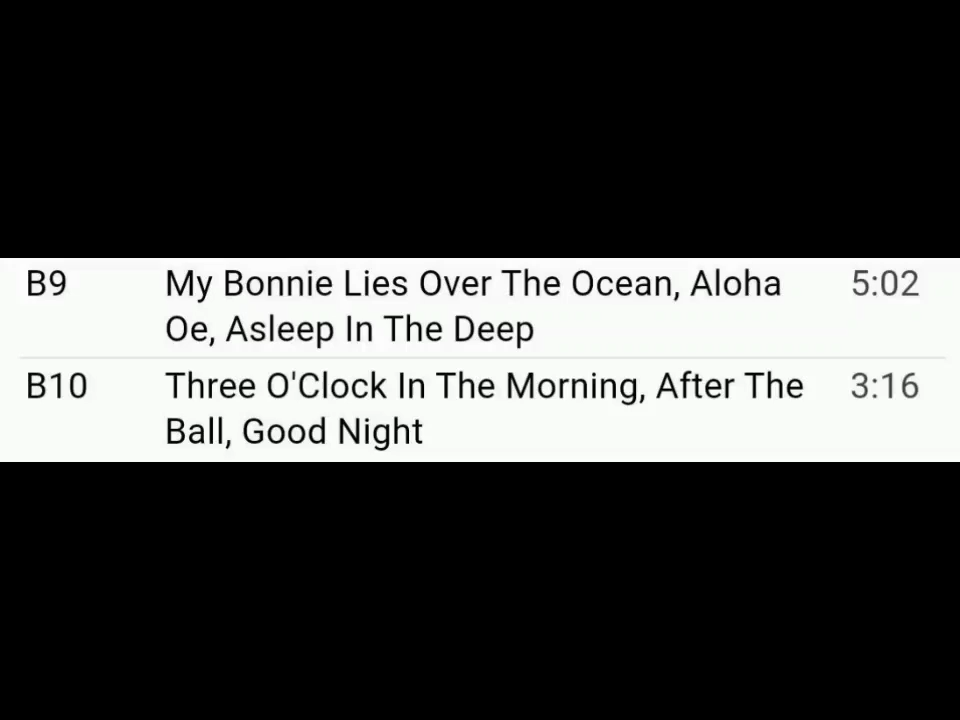 B9 My Bonnie Lies Over The Ocean, Aloha 5:02
Oe, Asleep In The Deep
B10 Three O'Clock In The Morning, After The 3:16
Ball, Good Night